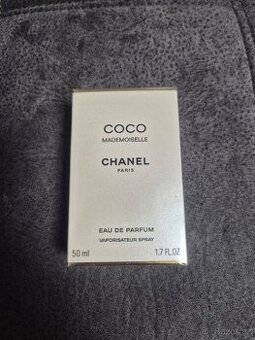 COCO
MADEMOISELLE
CHANEL
PARIS
EAU DE PARFUM
VAPORISATEUR SPRAY
50 ml 1.7 FL.OZ